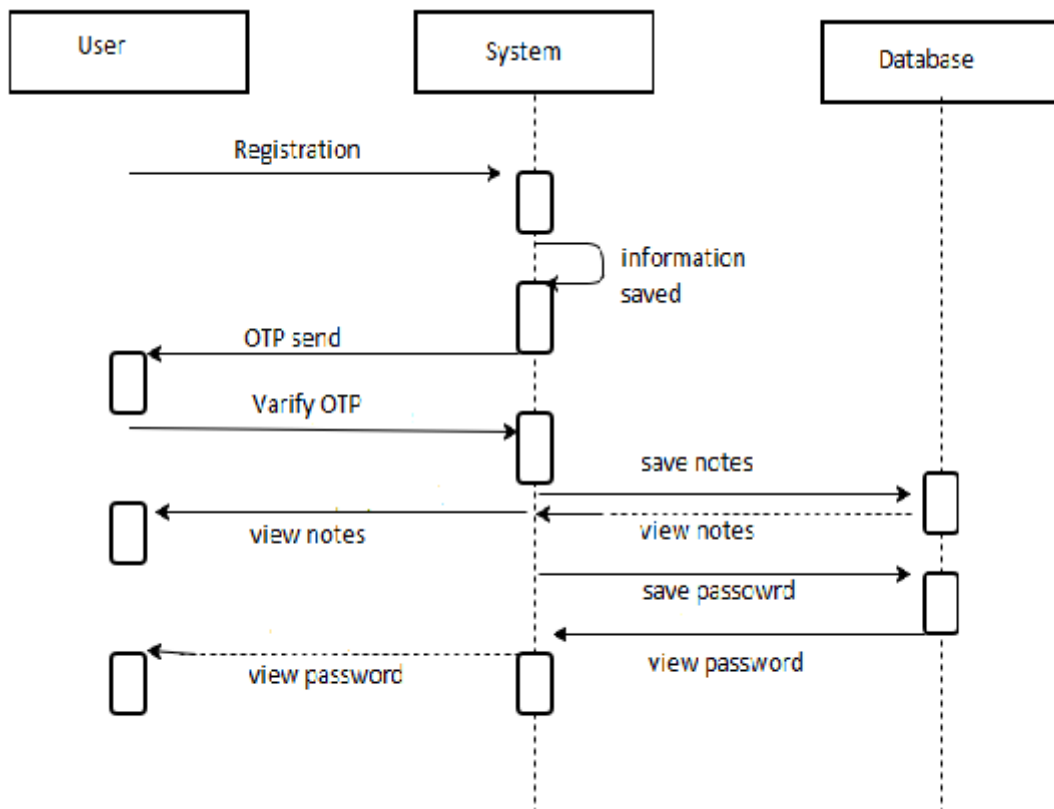 User
System
Database
Registration
information
saved
OTP send
Varify OTP
save notes
view notes
view notes
save passowrd
view password
view password